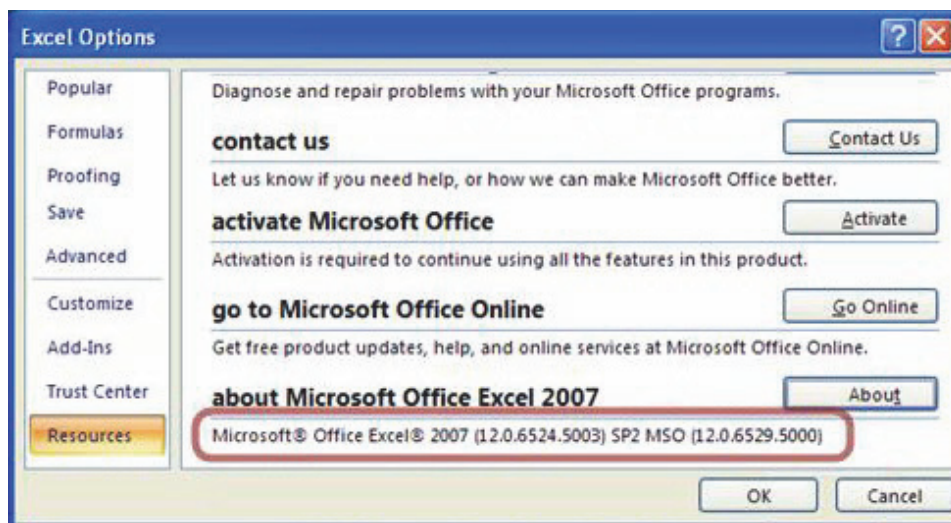 Excel Options
Popular
Formulas
Proofing
Save
Advanced
Customize
Add-Ins
Trust Center
Resources
Diagnose and repair problems with your Microsoft Office programs.
contact us
Contact Us
Let us know if you need help, or how we can make Microsoft Office better.
activate Microsoft Office
Activate
Activation is required to continue using all the features in this product.
go to Microsoft Office Online
Go Online
Get free product updates, help, and online services at Microsoft Office Online.
about Microsoft Office Excel 2007
About
Microsoft® Office Excel® 2007 (12.0.6524.5003) SP2 MSO (12.0.6529.5000)
OK
Cancel